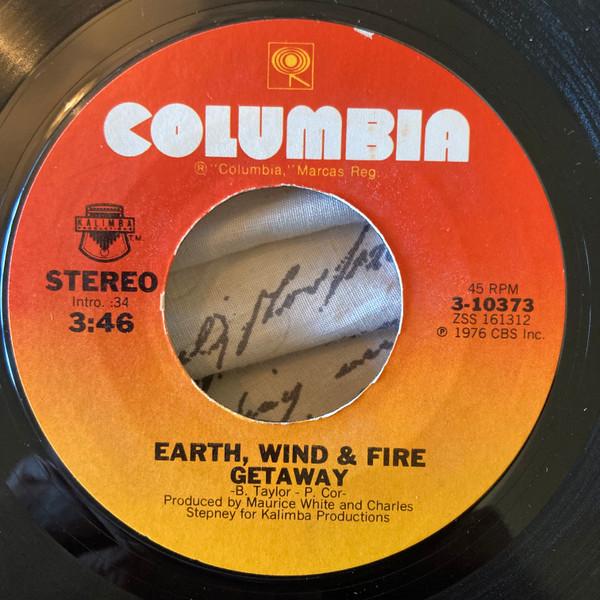 COLUMBIA
® "Columbia," Marcas Reg.
KALIMBA
T.M.
STEREO
Intro. :34
3:46
45 RPM
3-10373
ZSS 161312
℗ 1976 CBS Inc.
EARTH, WIND & FIRE
GETAWAY
-B. Taylor - P. Cor-
Produced by Maurice White and Charles
Stepney for Kalimba Productions